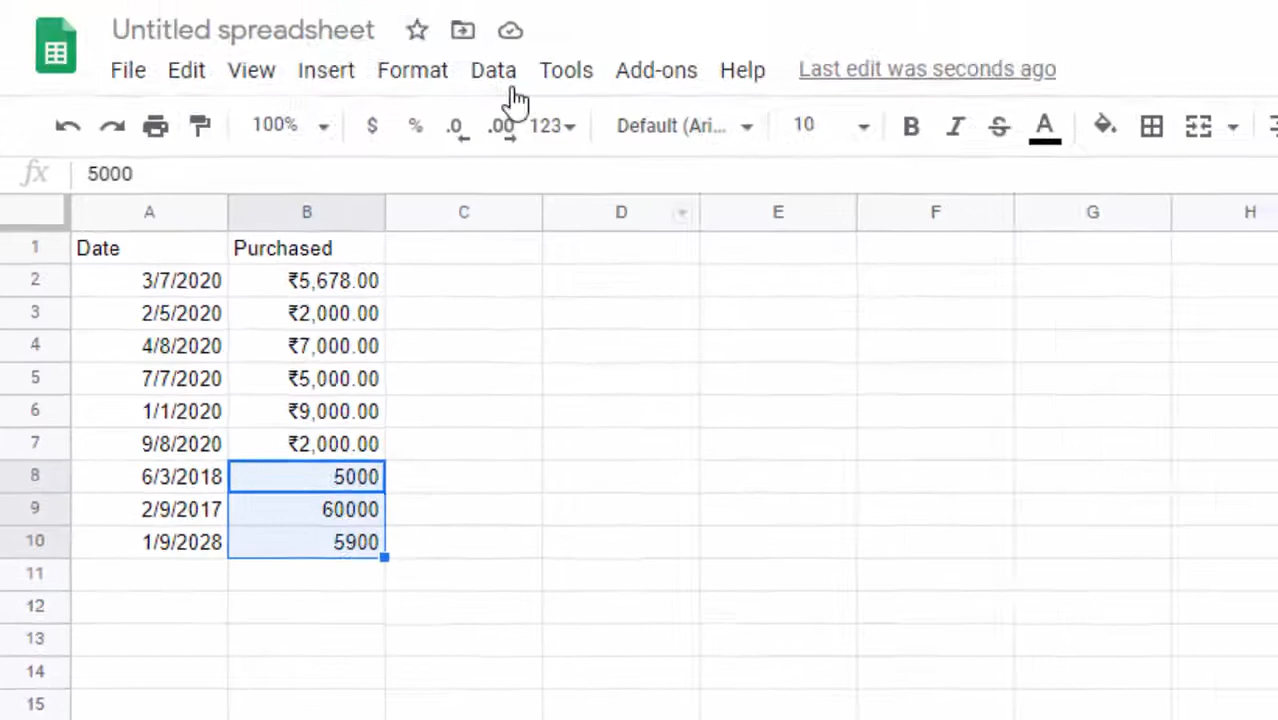 Untitled spreadsheet
File Edit View Insert Format Data Tools Add-ons Help Last edit was seconds ago
100% $ % .0 .00 123 Default (Ari... 10 B I S A
fx 5000
A B C D E F G H
1 Date Purchased
2 3/7/2020 ₹5,678.00
3 2/5/2020 ₹2,000.00
4 4/8/2020 ₹7,000.00
5 7/7/2020 ₹5,000.00
6 1/1/2020 ₹9,000.00
7 9/8/2020 ₹2,000.00
8 6/3/2018 5000
9 2/9/2017 60000
10 1/9/2028 5900
11
12
13
14
15